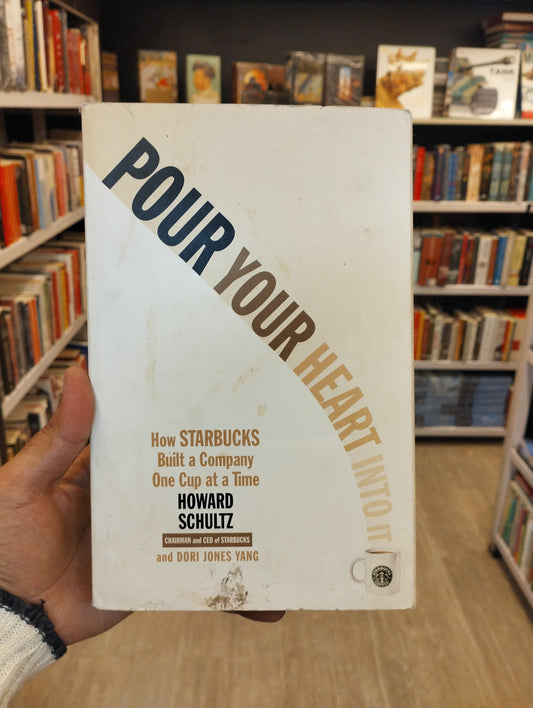 TANK
POUR YOUR HEART INTO IT
How STARBUCKS
Built a Company
One Cup at a Time
HOWARD
SCHULTZ
CHAIRMAN and CEO of STARBUCKS
and DORI JONES YANG